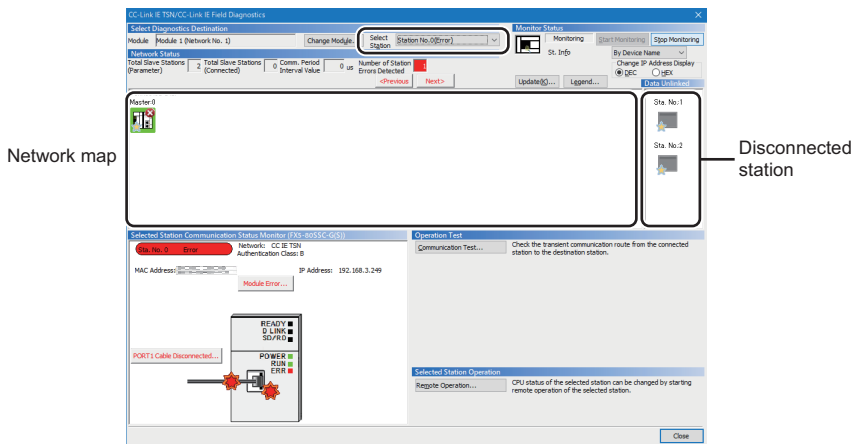 CC-Link IE TSN/CC-Link IE Field Diagnostics
Select Diagnostics Destination
Module Module 1 (Network No. 1) Change Module... Select Station Station No.0(Error)
Monitor Status
Monitoring Start Monitoring Stop Monitoring
St. Info By Device Name
Change IP Address Display
DEC HEX
Network Status
Total Slave Stations (Parameter) 2 Total Slave Stations (Connected) 0 Comm. Period Interval Value 0 us Number of Station Errors Detected 1
<Previous Next>
Update(K)... Legend...
Data Unlinked
Master:0
Sta. No.:1
Sta. No.:2
Network map
Disconnected
station
Selected Station Communication Status Monitor (FX5-80SSC-G(S))
Sta. No. 0 Error
Network: CC IE TSN
Authentication Class: B
MAC Address:
IP Address: 192.168.3.249
Module Error...
READY
D LINK
SD/RD
POWER
RUN
ERR
PORT1 Cable Disconnected...
Operation Test
Communication Test...
Check the transient communication route from the connected
station to the destination station.
Selected Station Operation
Remote Operation...
CPU status of the selected station can be changed by starting
remote operation of the selected station.
Close